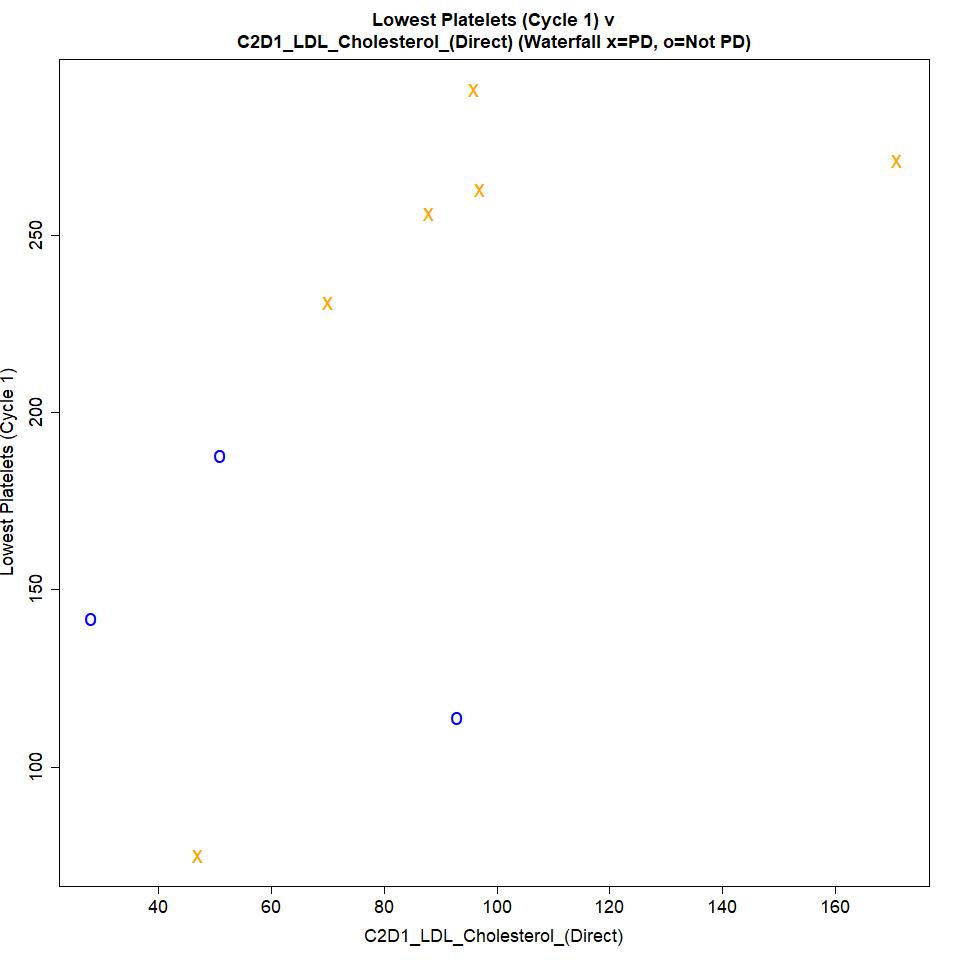 Lowest Platelets (Cycle 1) v
C2D1_LDL_Cholesterol_(Direct) (Waterfall x=PD, o=Not PD)
X
X
X
X
250
X
Lowest Platelets (Cycle 1)
200
O
150
O
O
100
X
40 60 80 100 120 140 160
C2D1_LDL_Cholesterol_(Direct)